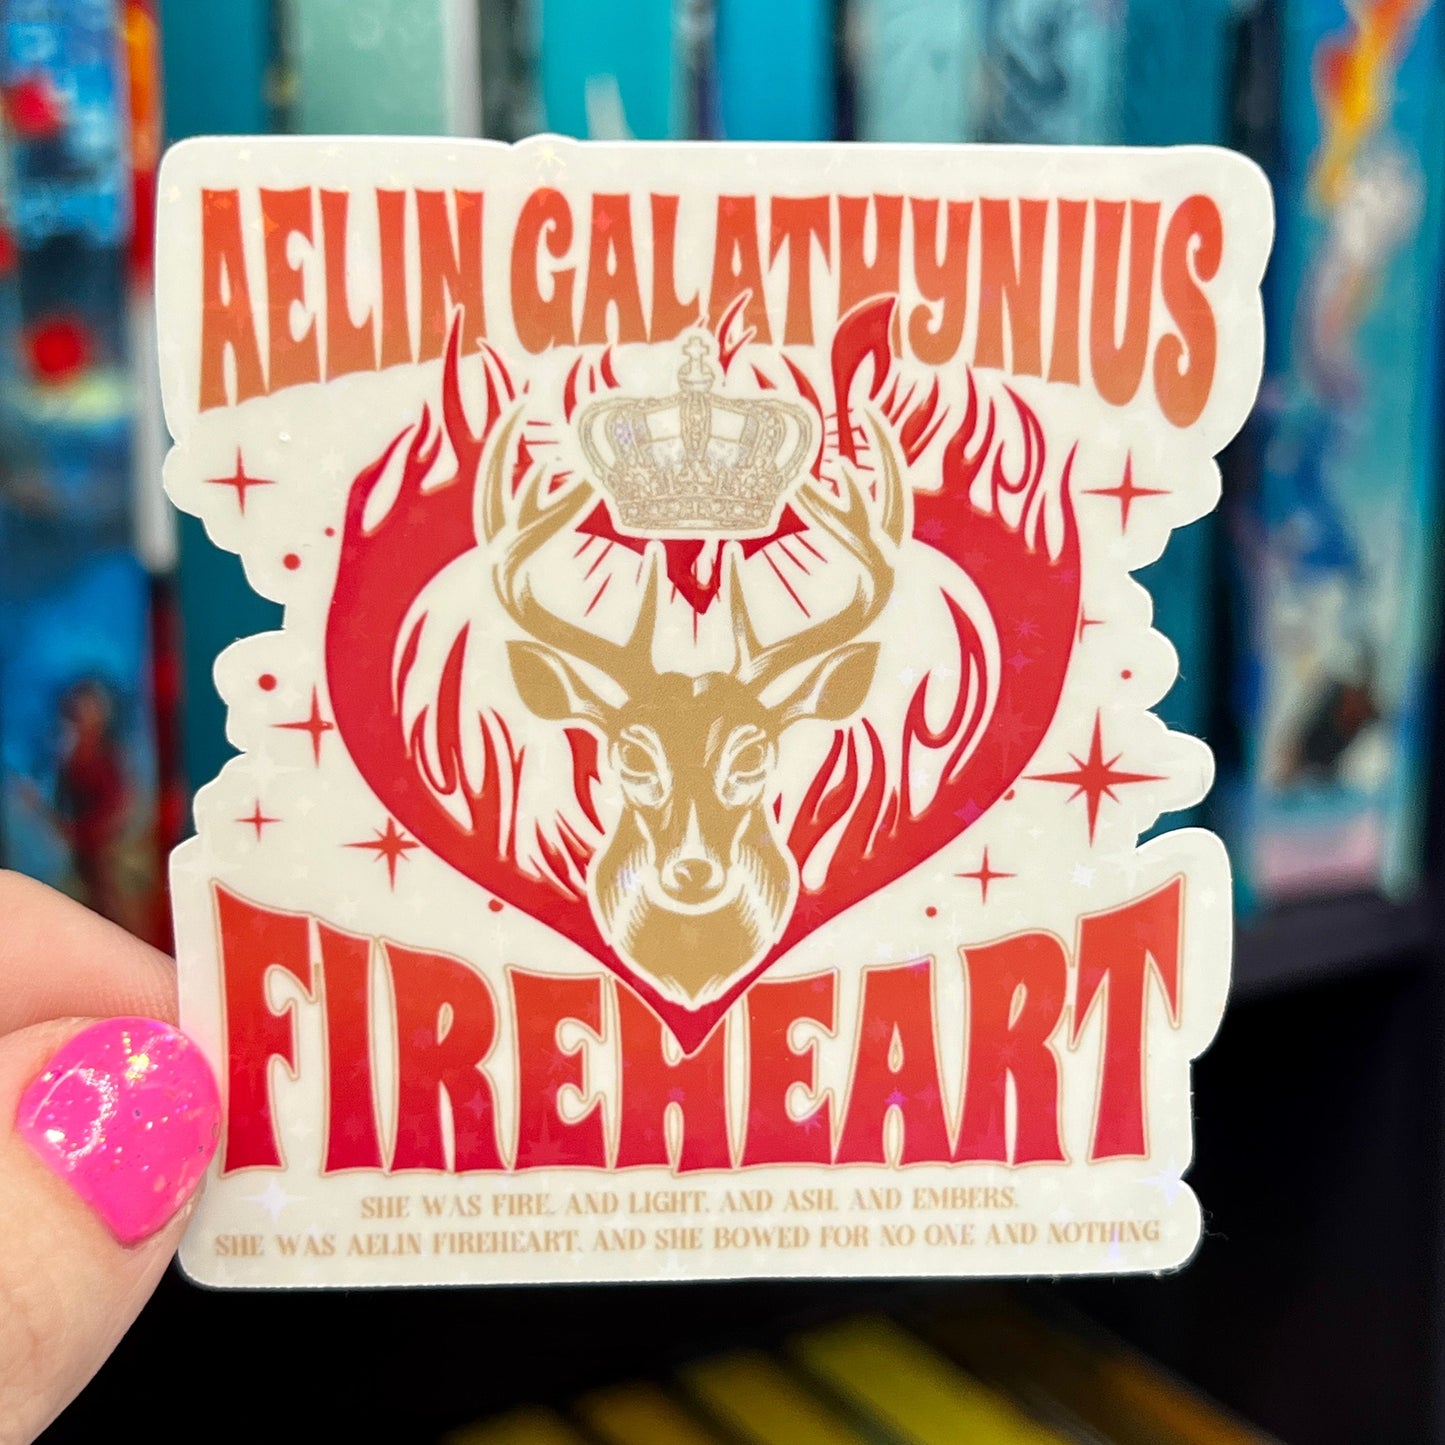 AELIN GALATHYNIUS
FIREHEART
SHE WAS FIRE, AND LIGHT, AND ASH, AND EMBERS.
SHE WAS AELIN FIREHEART, AND SHE BOWED FOR NO ONE AND NOTHING